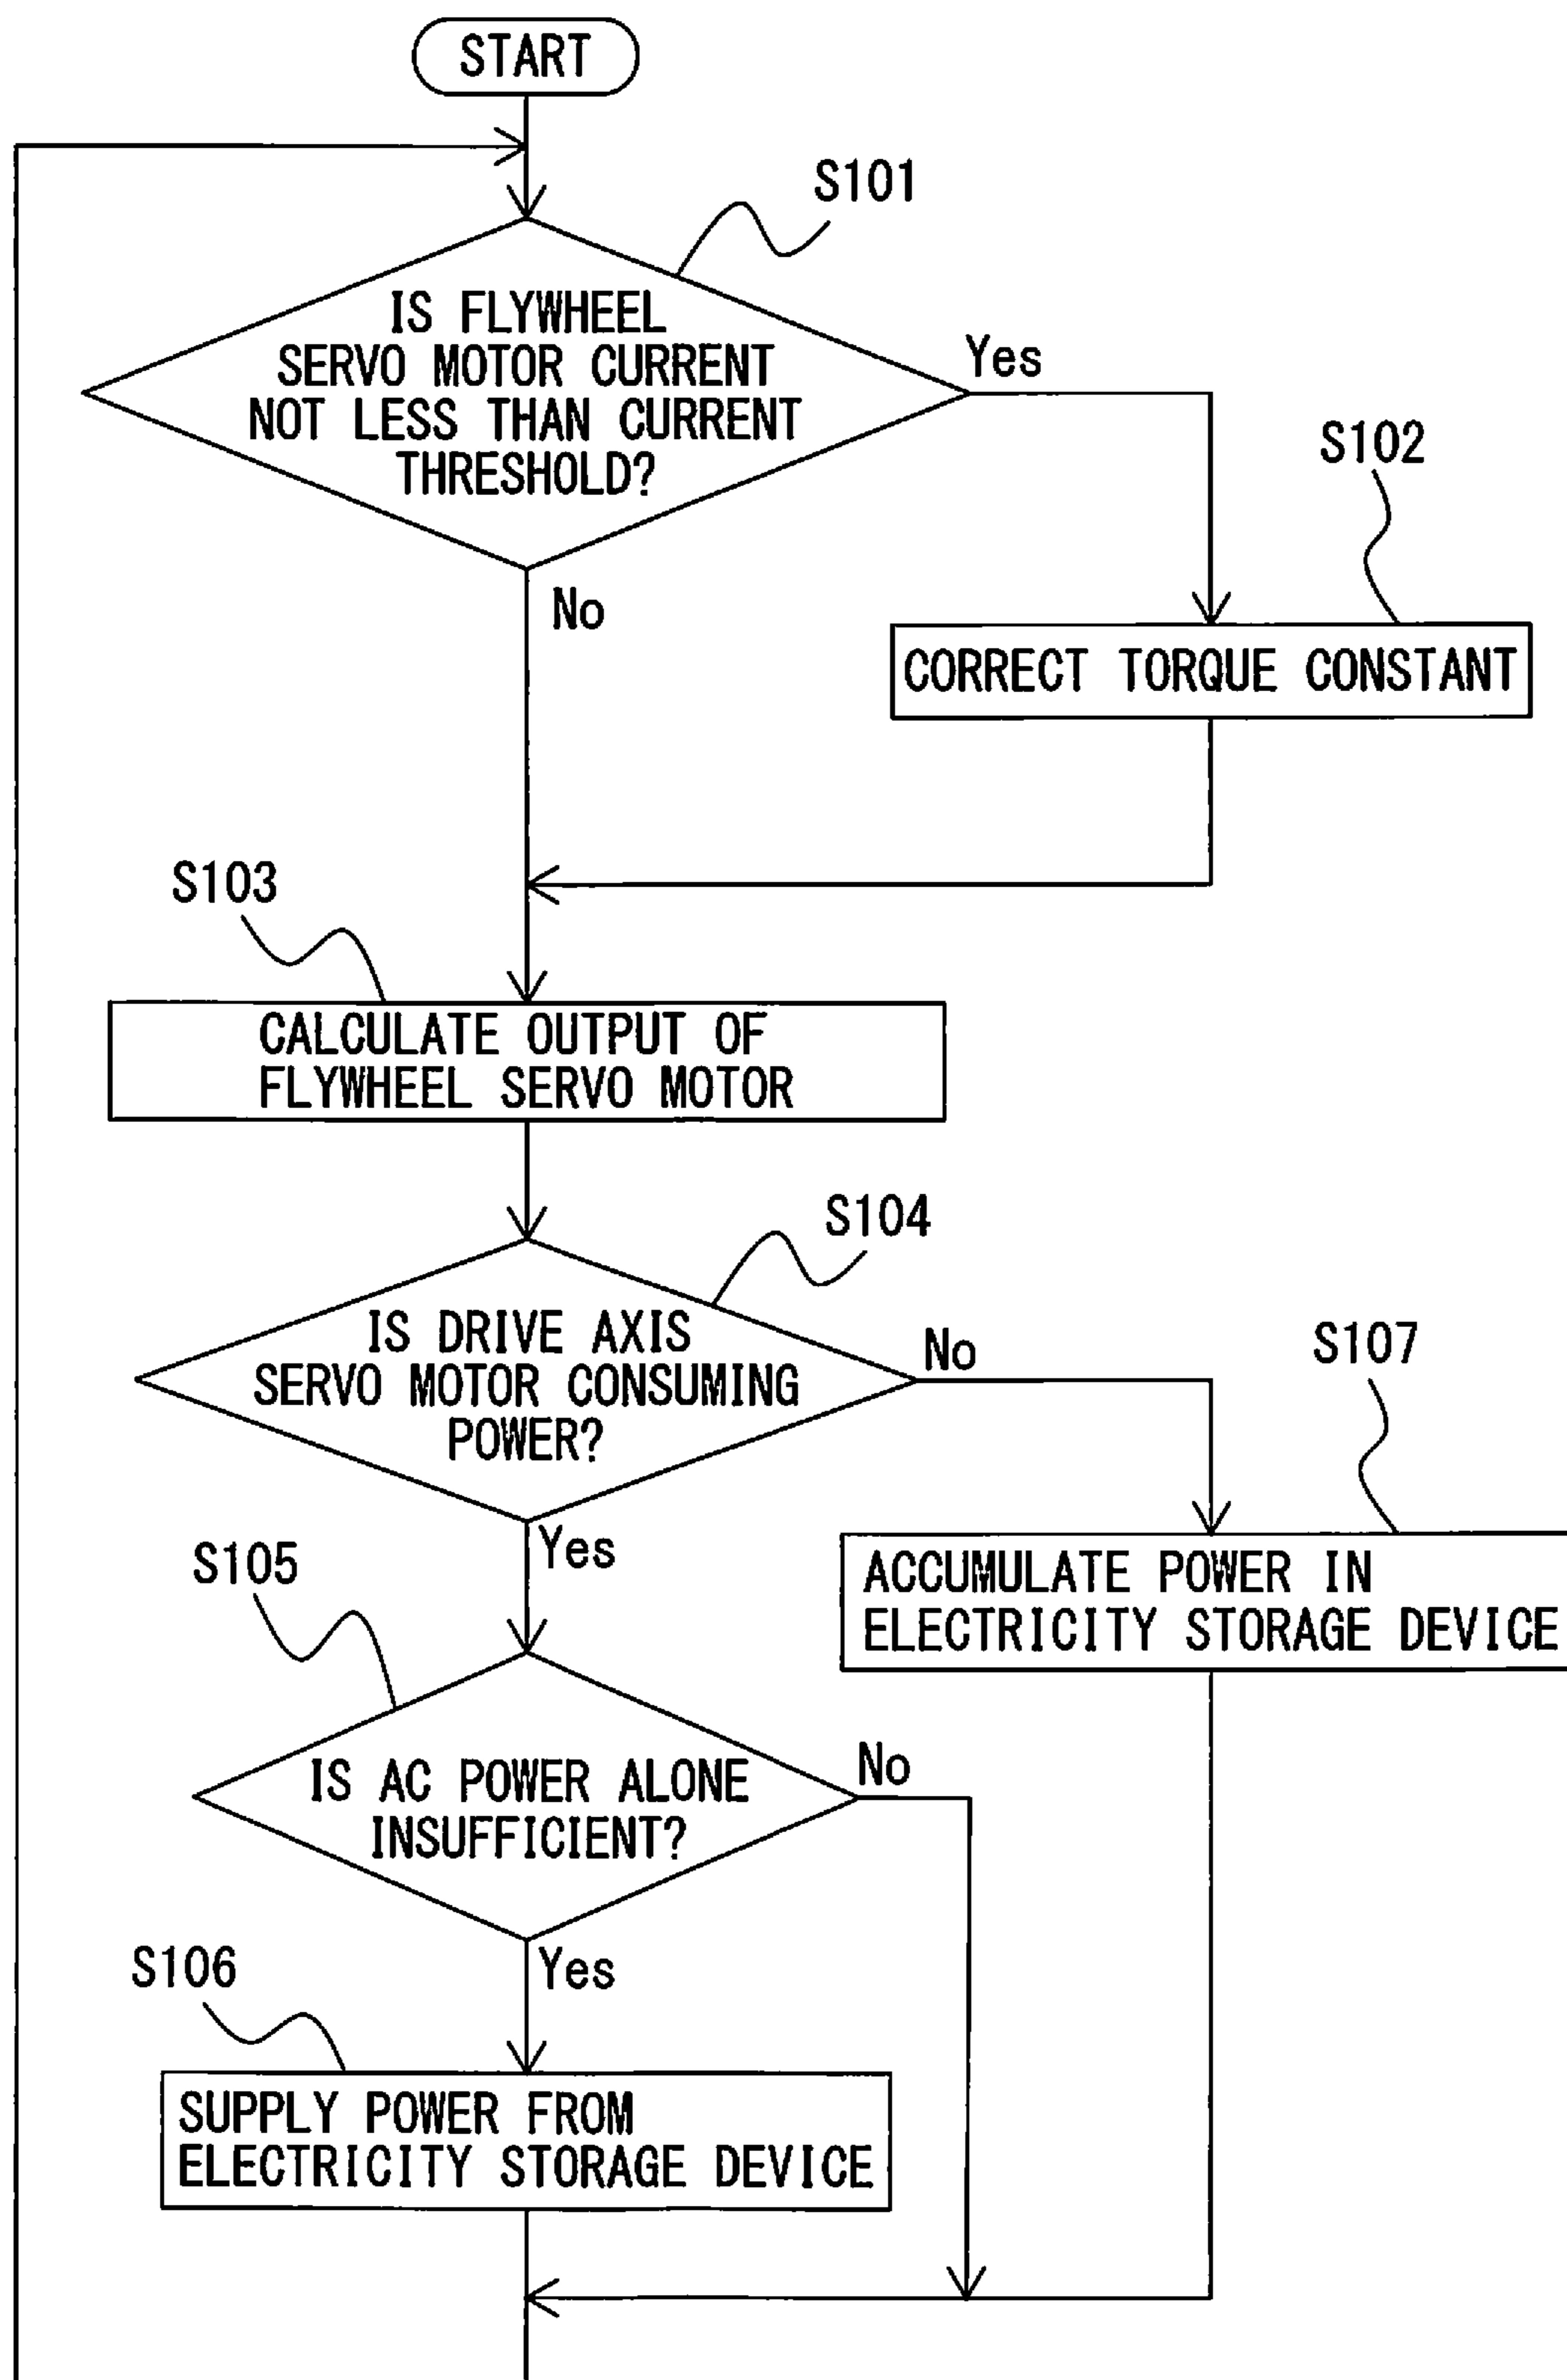 START
S101
IS FLYWHEEL
SERVO MOTOR CURRENT
NOT LESS THAN CURRENT
THRESHOLD?
Yes
No
S102
CORRECT TORQUE CONSTANT
S103
CALCULATE OUTPUT OF
FLYWHEEL SERVO MOTOR
S104
IS DRIVE AXIS
SERVO MOTOR CONSUMING
POWER?
No
Yes
S107
ACCUMULATE POWER IN
ELECTRICITY STORAGE DEVICE
S105
IS AC POWER ALONE
INSUFFICIENT?
No
Yes
S106
SUPPLY POWER FROM
ELECTRICITY STORAGE DEVICE